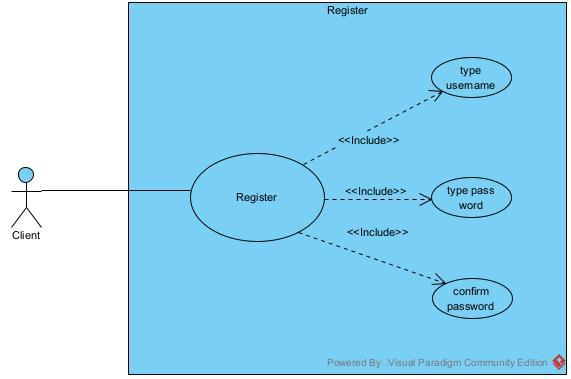 Register
type
username
<<Include>>
Register
<<Include>>
type pass
word
<<Include>>
Client
confirm
password
Powered By: Visual Paradigm Community Edition